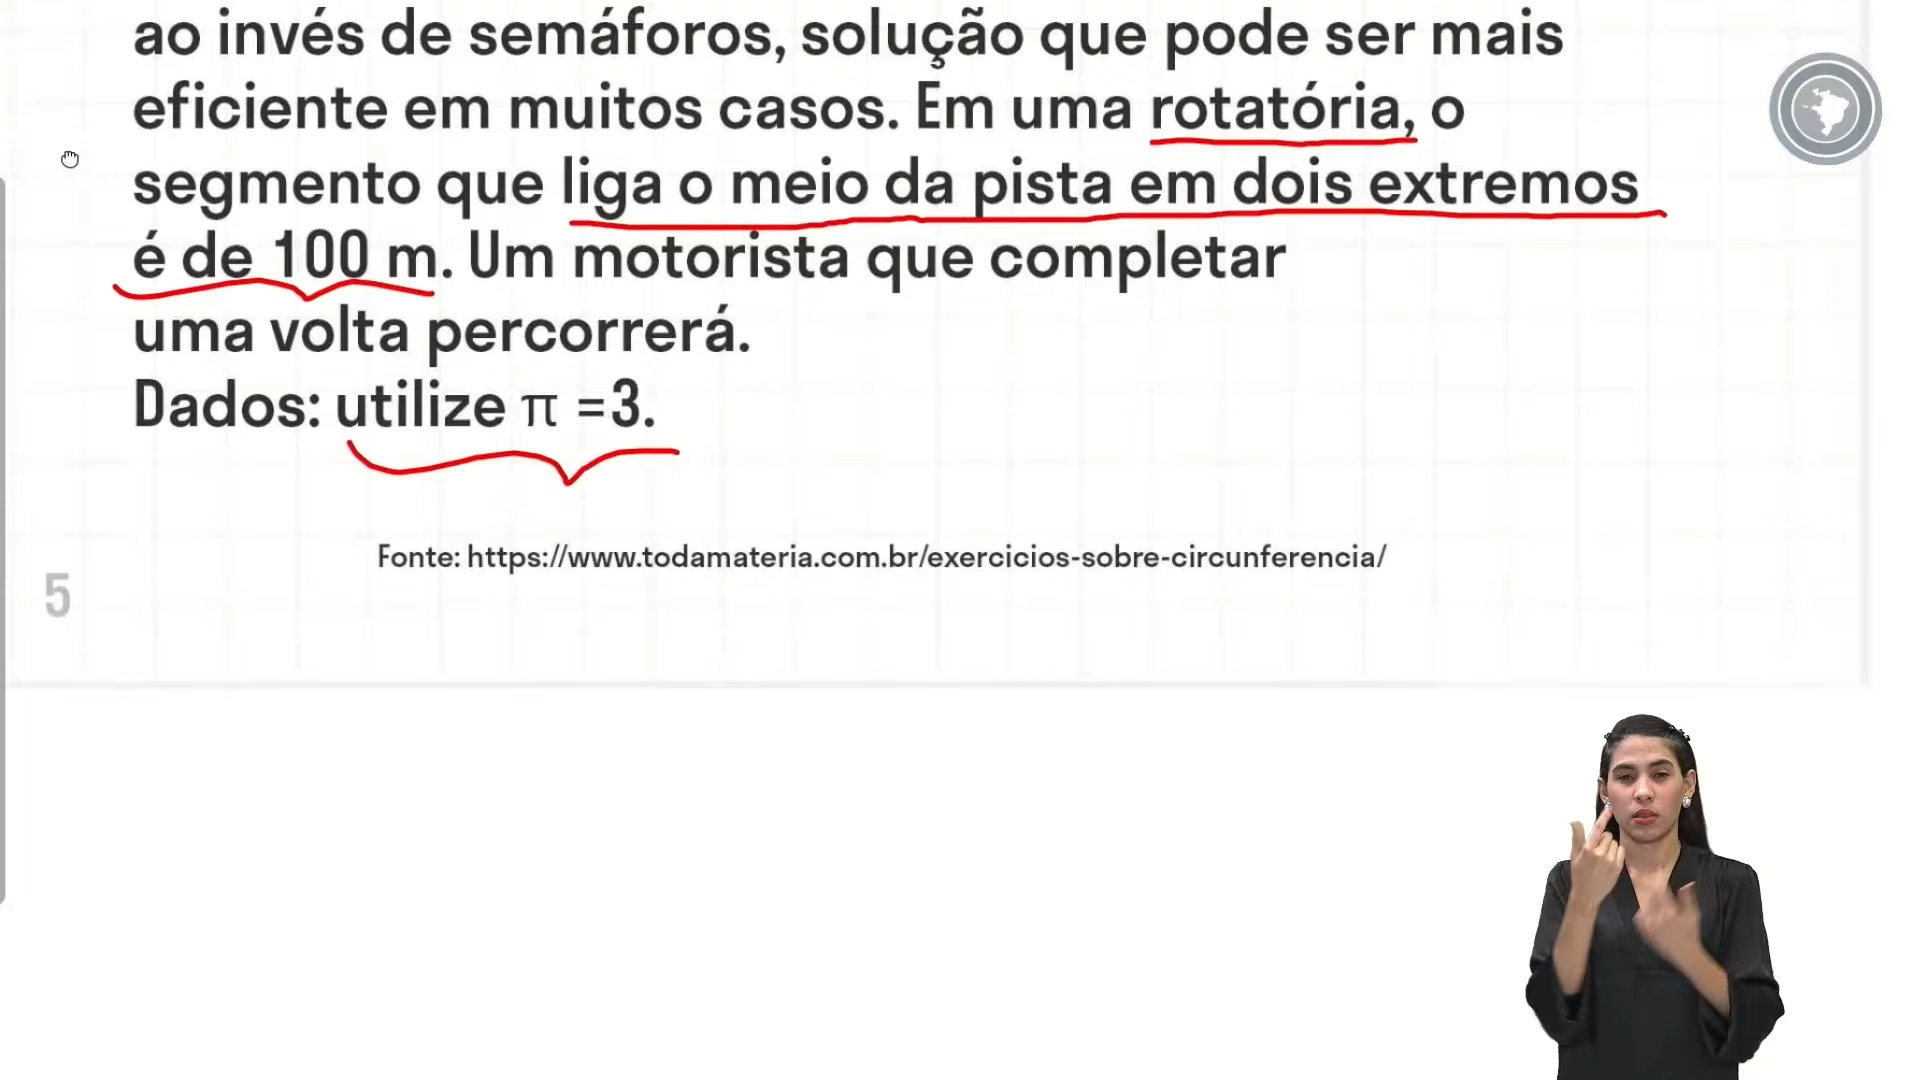 ao invés de semáforos, solução que pode ser mais
eficiente em muitos casos. Em uma rotatória, o
segmento que liga o meio da pista em dois extremos
é de 100 m. Um motorista que completar
uma volta percorrerá.
Dados: utilize π =3.
Fonte: https://www.todamateria.com.br/exercicios-sobre-circunferencia/
5